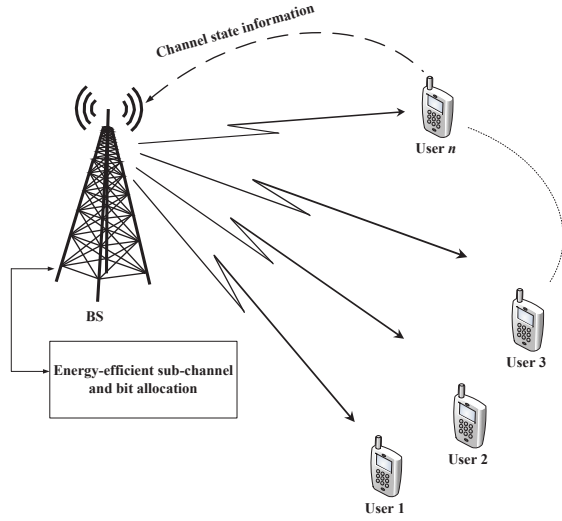 Channel state information
User n
BS
User 3
Energy-efficient sub-channel
and bit allocation
User 2
User 1